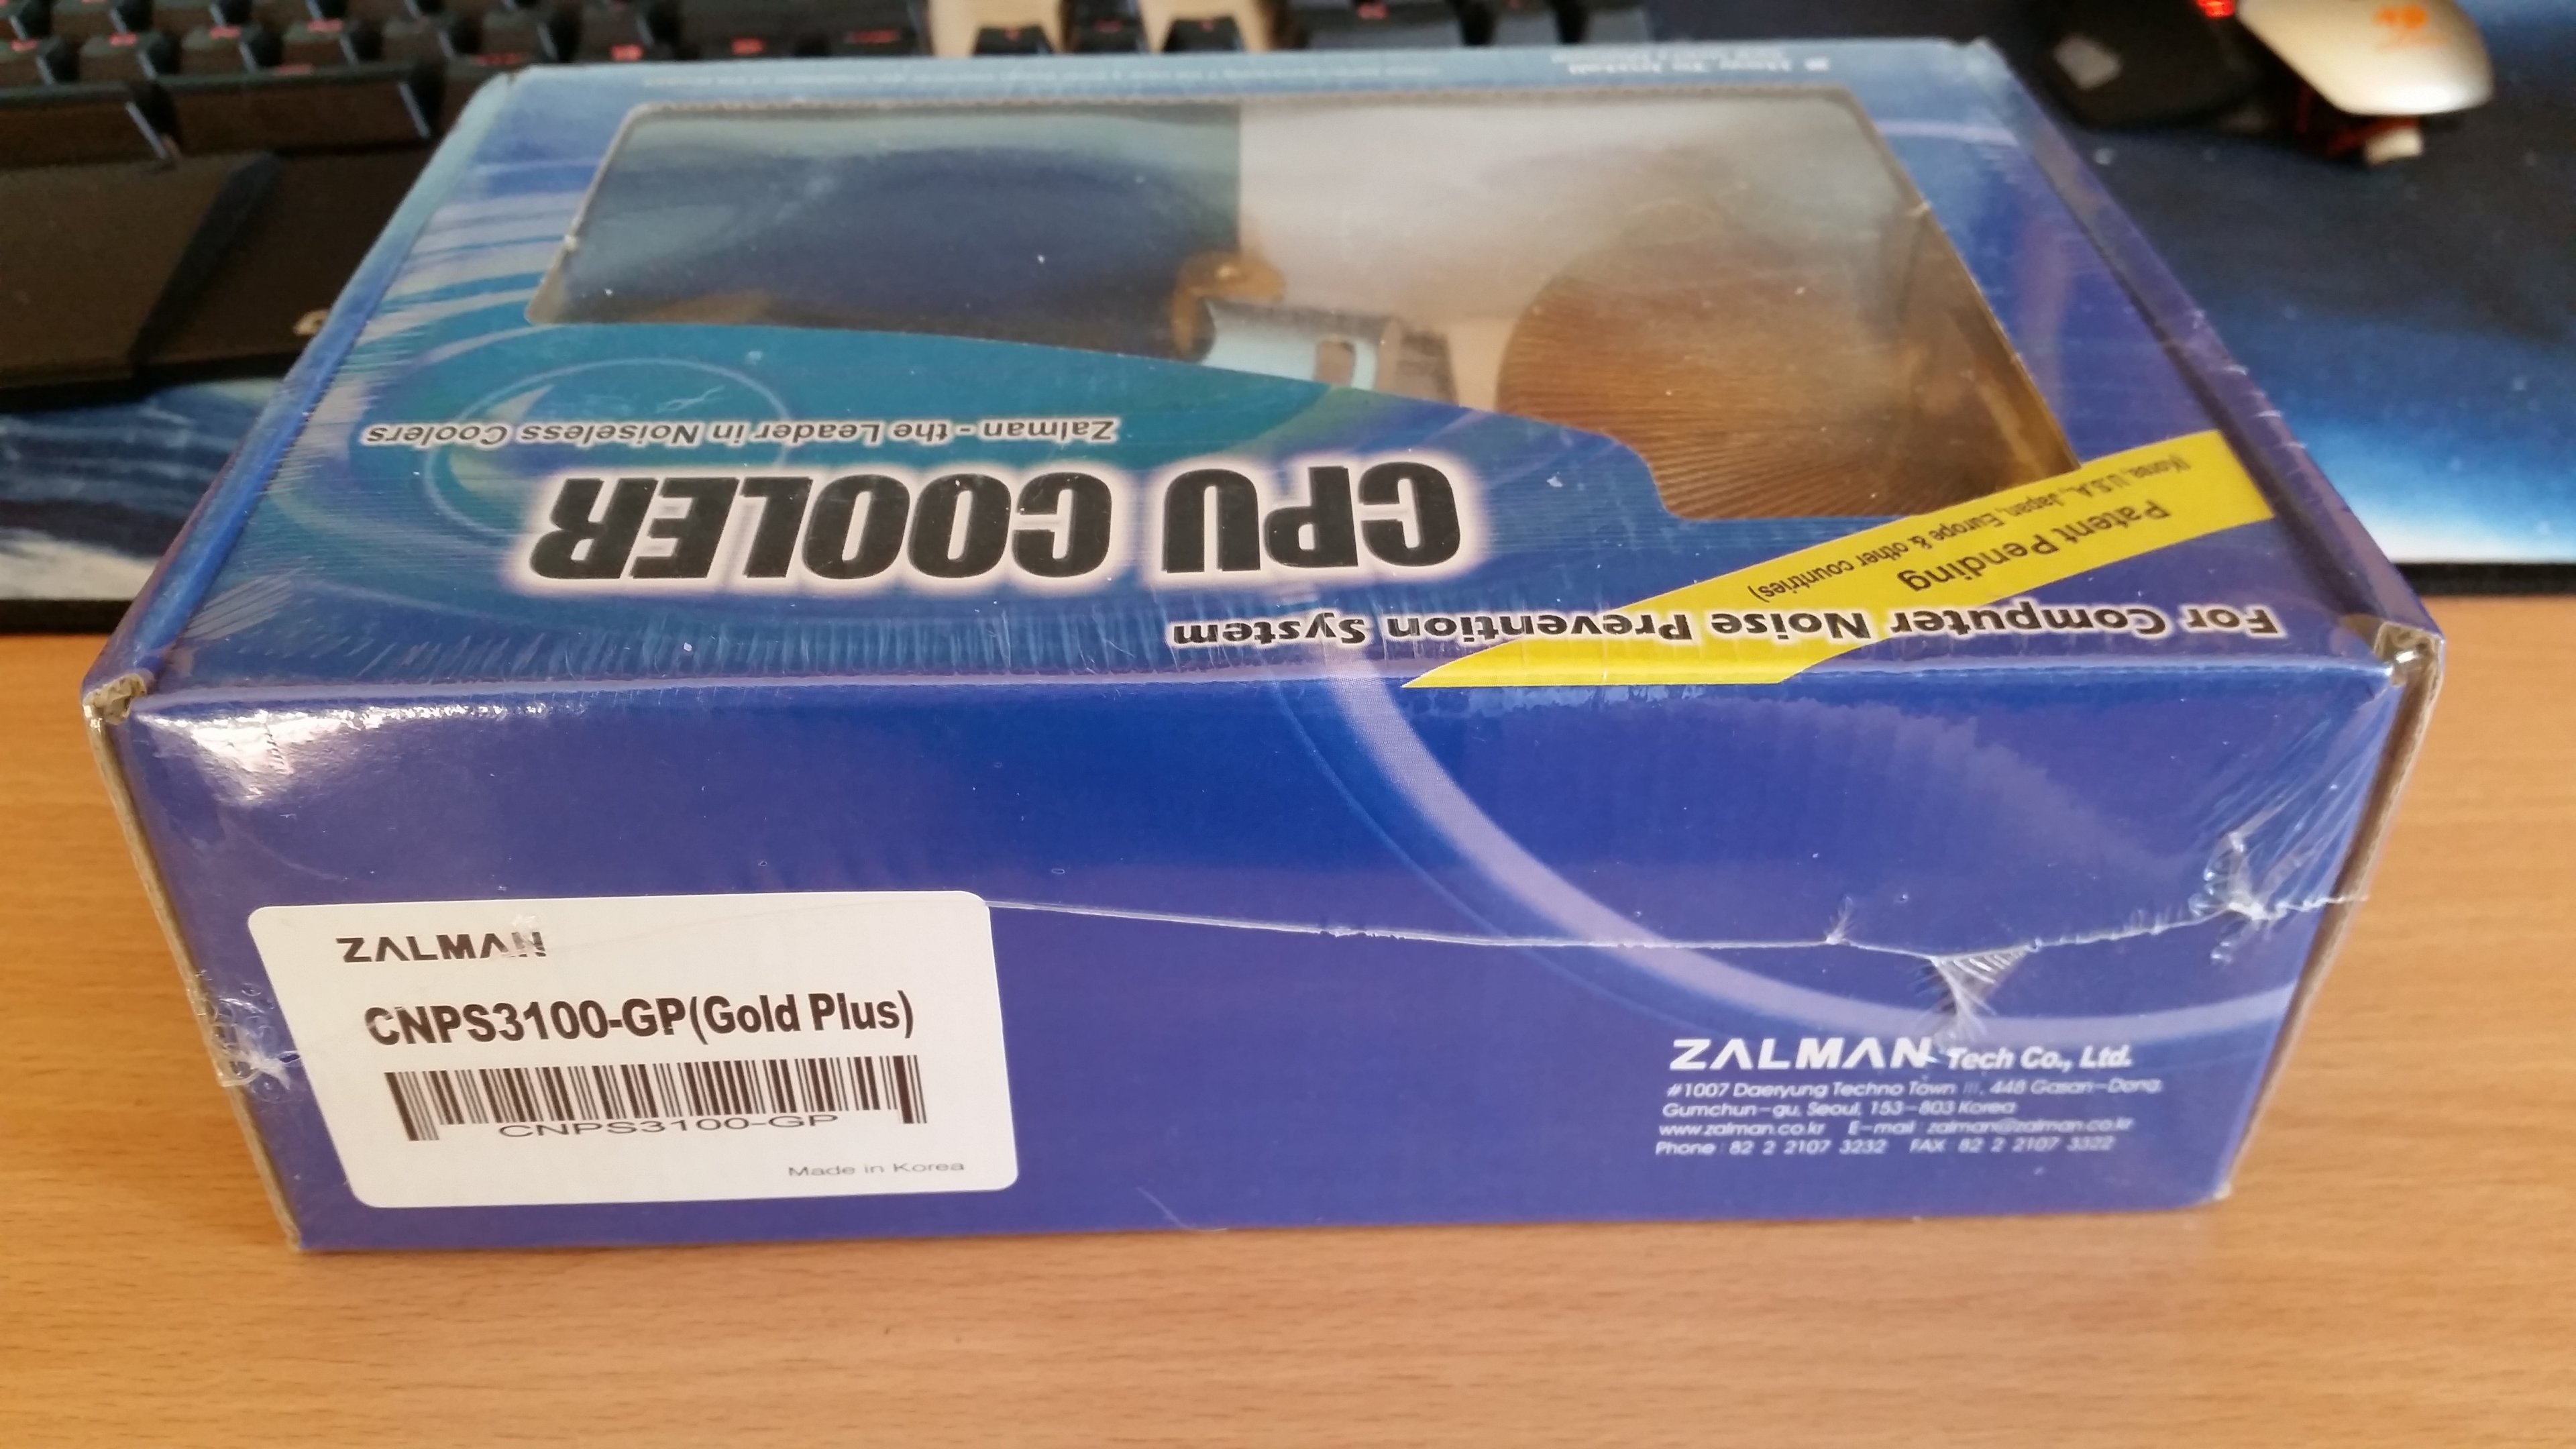 How To Install
Zalman - the Leader in Noiseless Coolers
CPU COOLER
(Korea, U.S.A., Japan, Europe & other countries)
Patent Pending
For Computer Noise Prevention System
ZALMAN
CNPS3100-GP(Gold Plus)
CNPS3100-GP
Made in Korea
ZALMAN Tech Co., Ltd.
#1007 Daeryung Techno Town III, 448 Gasan-Dong,
Gumchun-gu, Seoul, 153-803 Korea
www.zalman.co.kr E-mail : zalman@zalman.co.kr
Phone : 82 2 2107 3232 FAX : 82 2 2107 3322